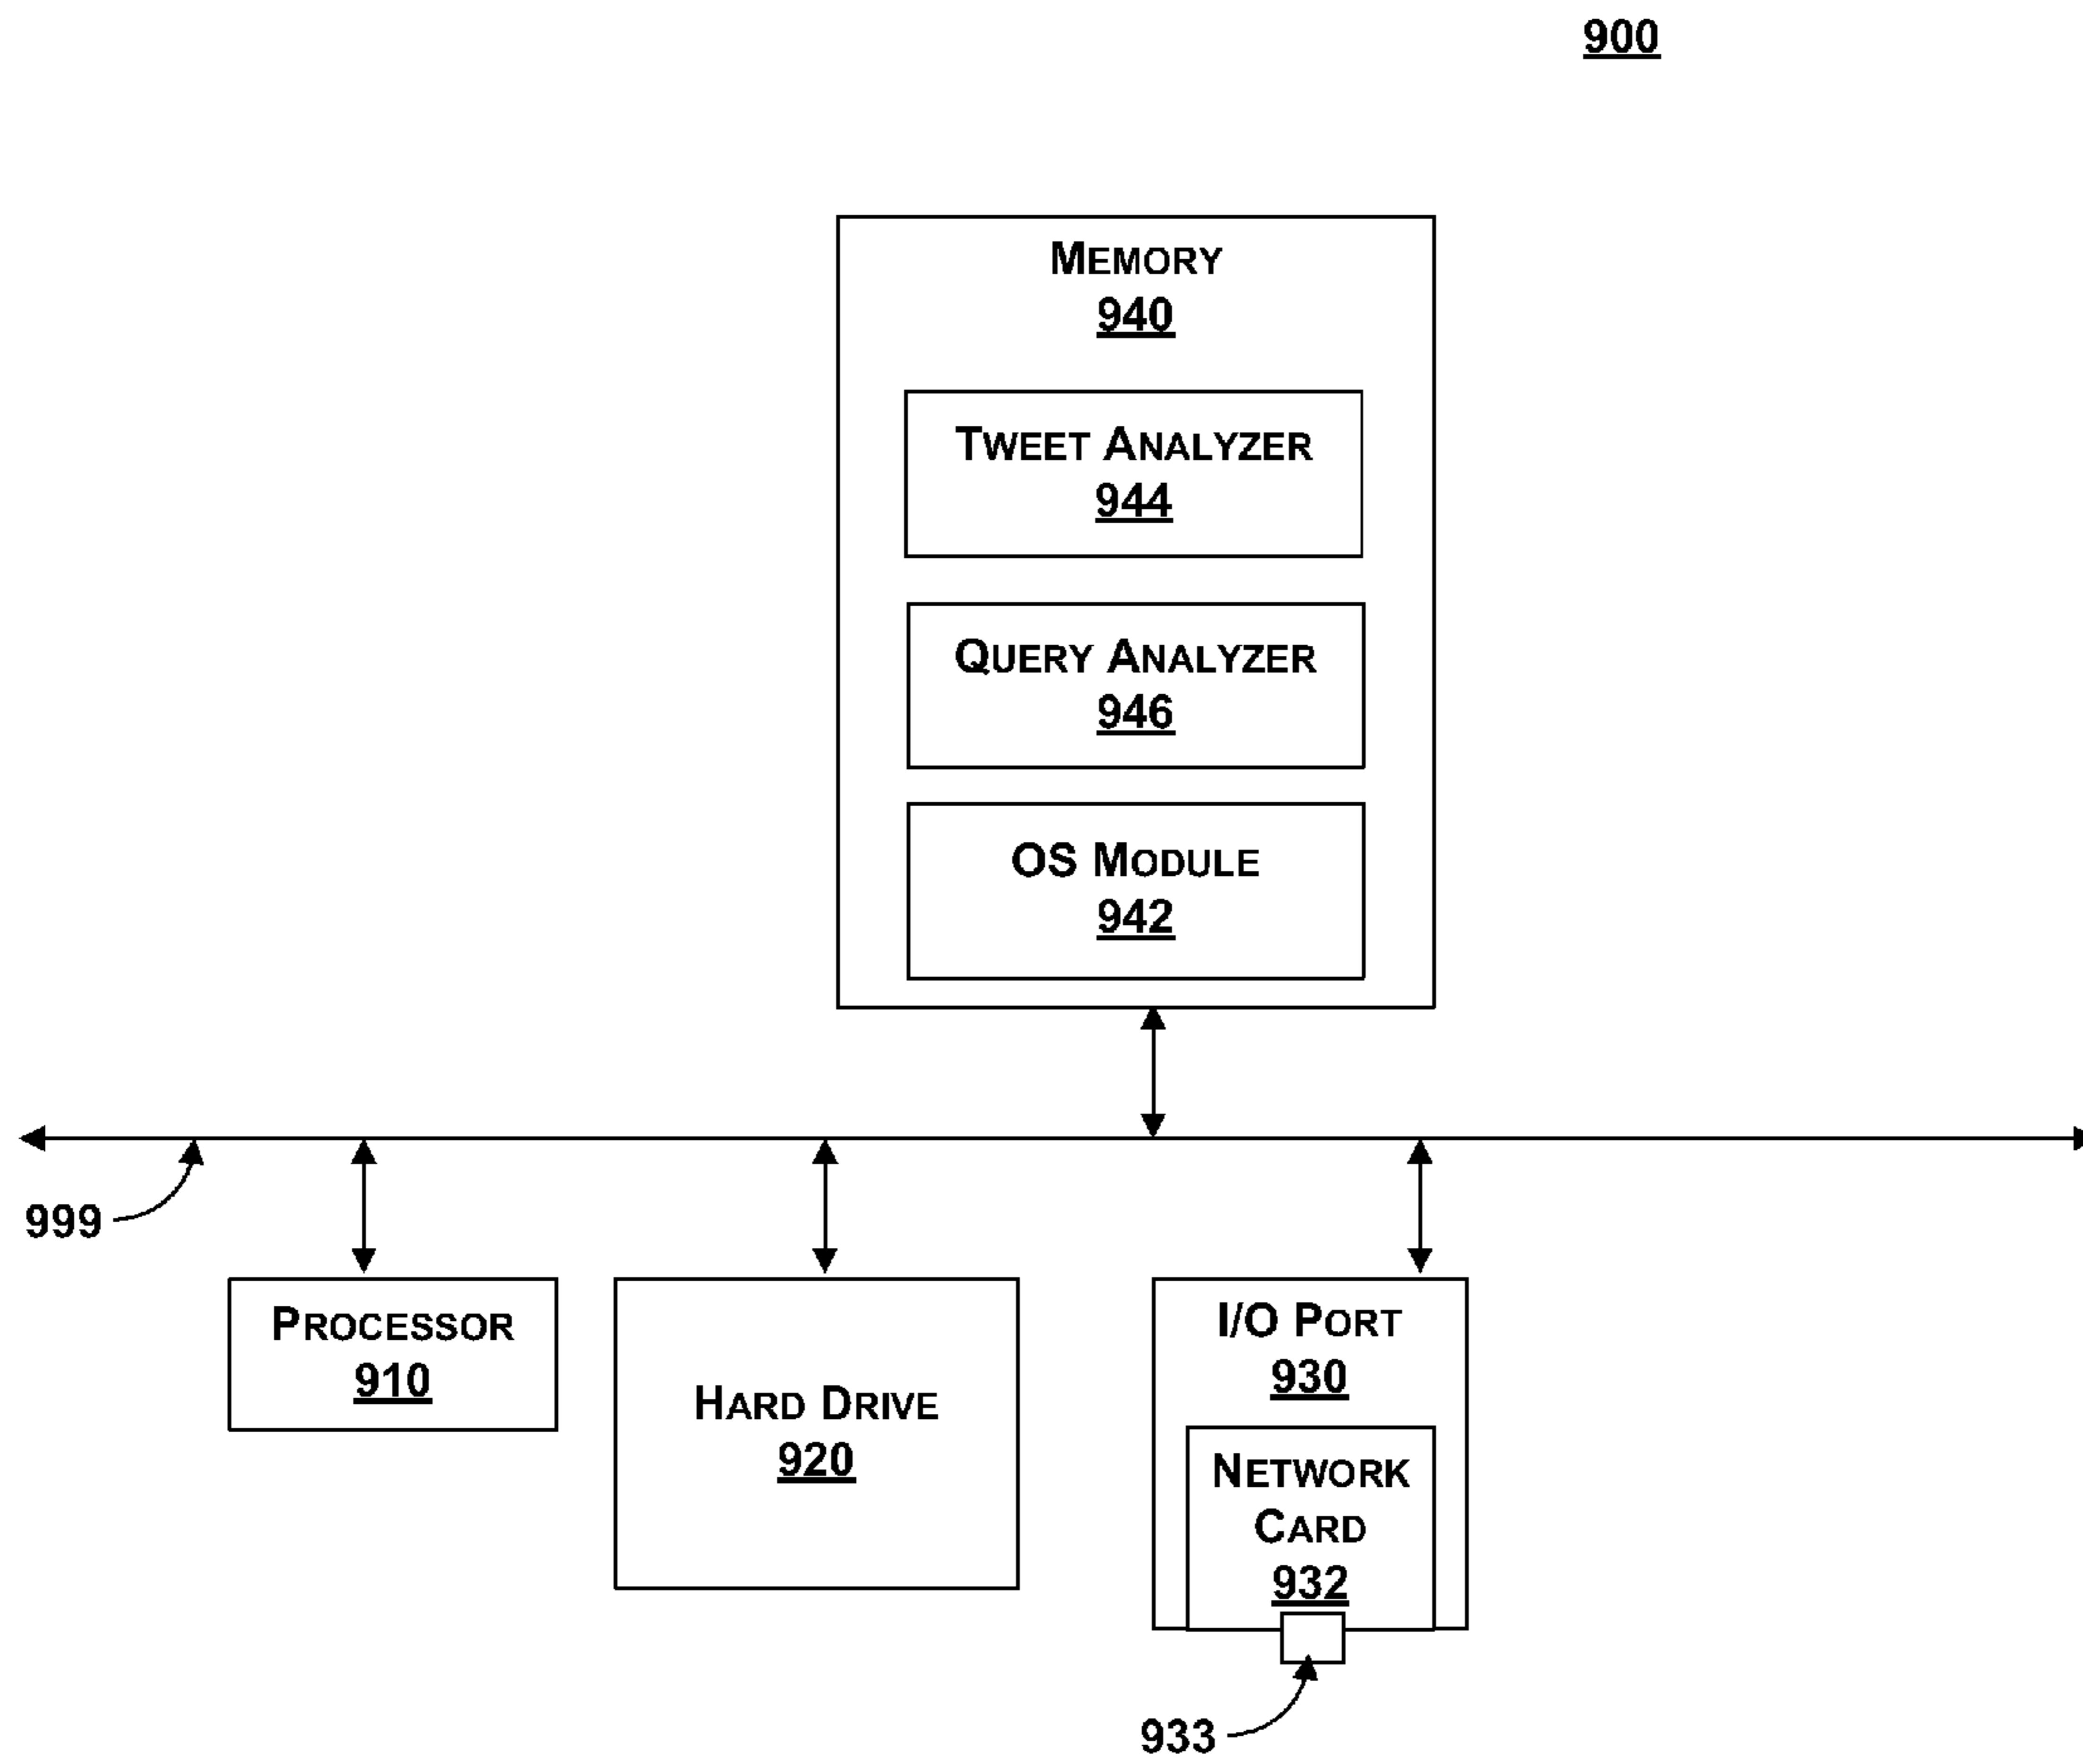 900
MEMORY
940
TWEET ANALYZER
944
QUERY ANALYZER
946
OS MODULE
942
999
PROCESSOR
910
HARD DRIVE
920
I/O PORT
930
NETWORK
CARD
932
933